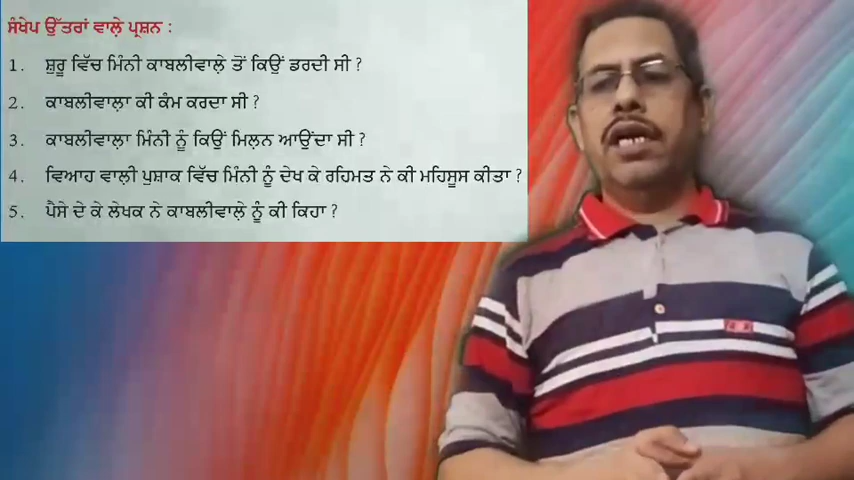 ਸੰਖੇਪ ਉੱਤਰਾਂ ਵਾਲ਼ੇ ਪ੍ਰਸ਼ਨ :
1. ਸ਼ੁਰੂ ਵਿੱਚ ਮਿੰਨੀ ਕਾਬਲੀਵਾਲ਼ੇ ਤੋਂ ਕਿਉਂ ਡਰਦੀ ਸੀ ?
2. ਕਾਬਲੀਵਾਲ਼ਾ ਕੀ ਕੰਮ ਕਰਦਾ ਸੀ ?
3. ਕਾਬਲੀਵਾਲ਼ਾ ਮਿੰਨੀ ਨੂੰ ਕਿਉਂ ਮਿਲ਼ਨ ਆਉਂਦਾ ਸੀ ?
4. ਵਿਆਹ ਵਾਲ਼ੀ ਪੁਸ਼ਾਕ ਵਿੱਚ ਮਿੰਨੀ ਨੂੰ ਦੇਖ ਕੇ ਰਹਿਮਤ ਨੇ ਕੀ ਮਹਿਸੂਸ ਕੀਤਾ ?
5. ਪੈਸੇ ਦੇ ਕੇ ਲੇਖਕ ਨੇ ਕਾਬਲੀਵਾਲ਼ੇ ਨੂੰ ਕੀ ਕਿਹਾ ?